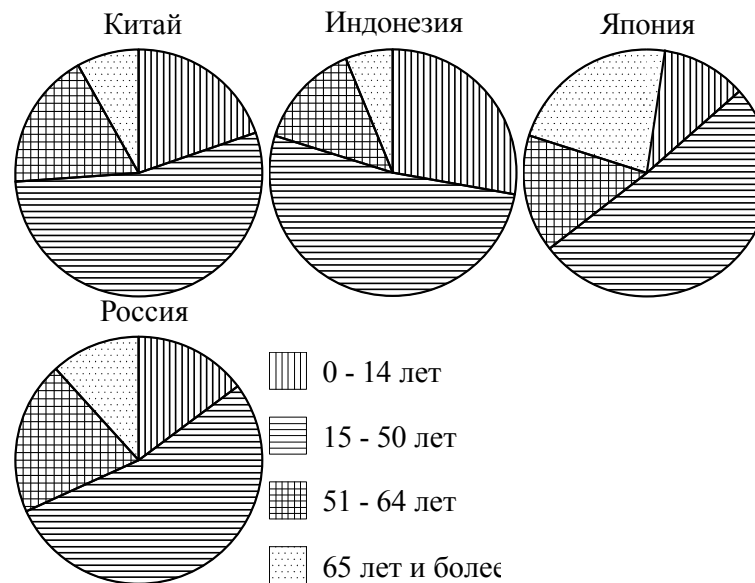 Китай
Индонезия
Япония
Россия
0 - 14 лет
15 - 50 лет
51 - 64 лет
65 лет и более